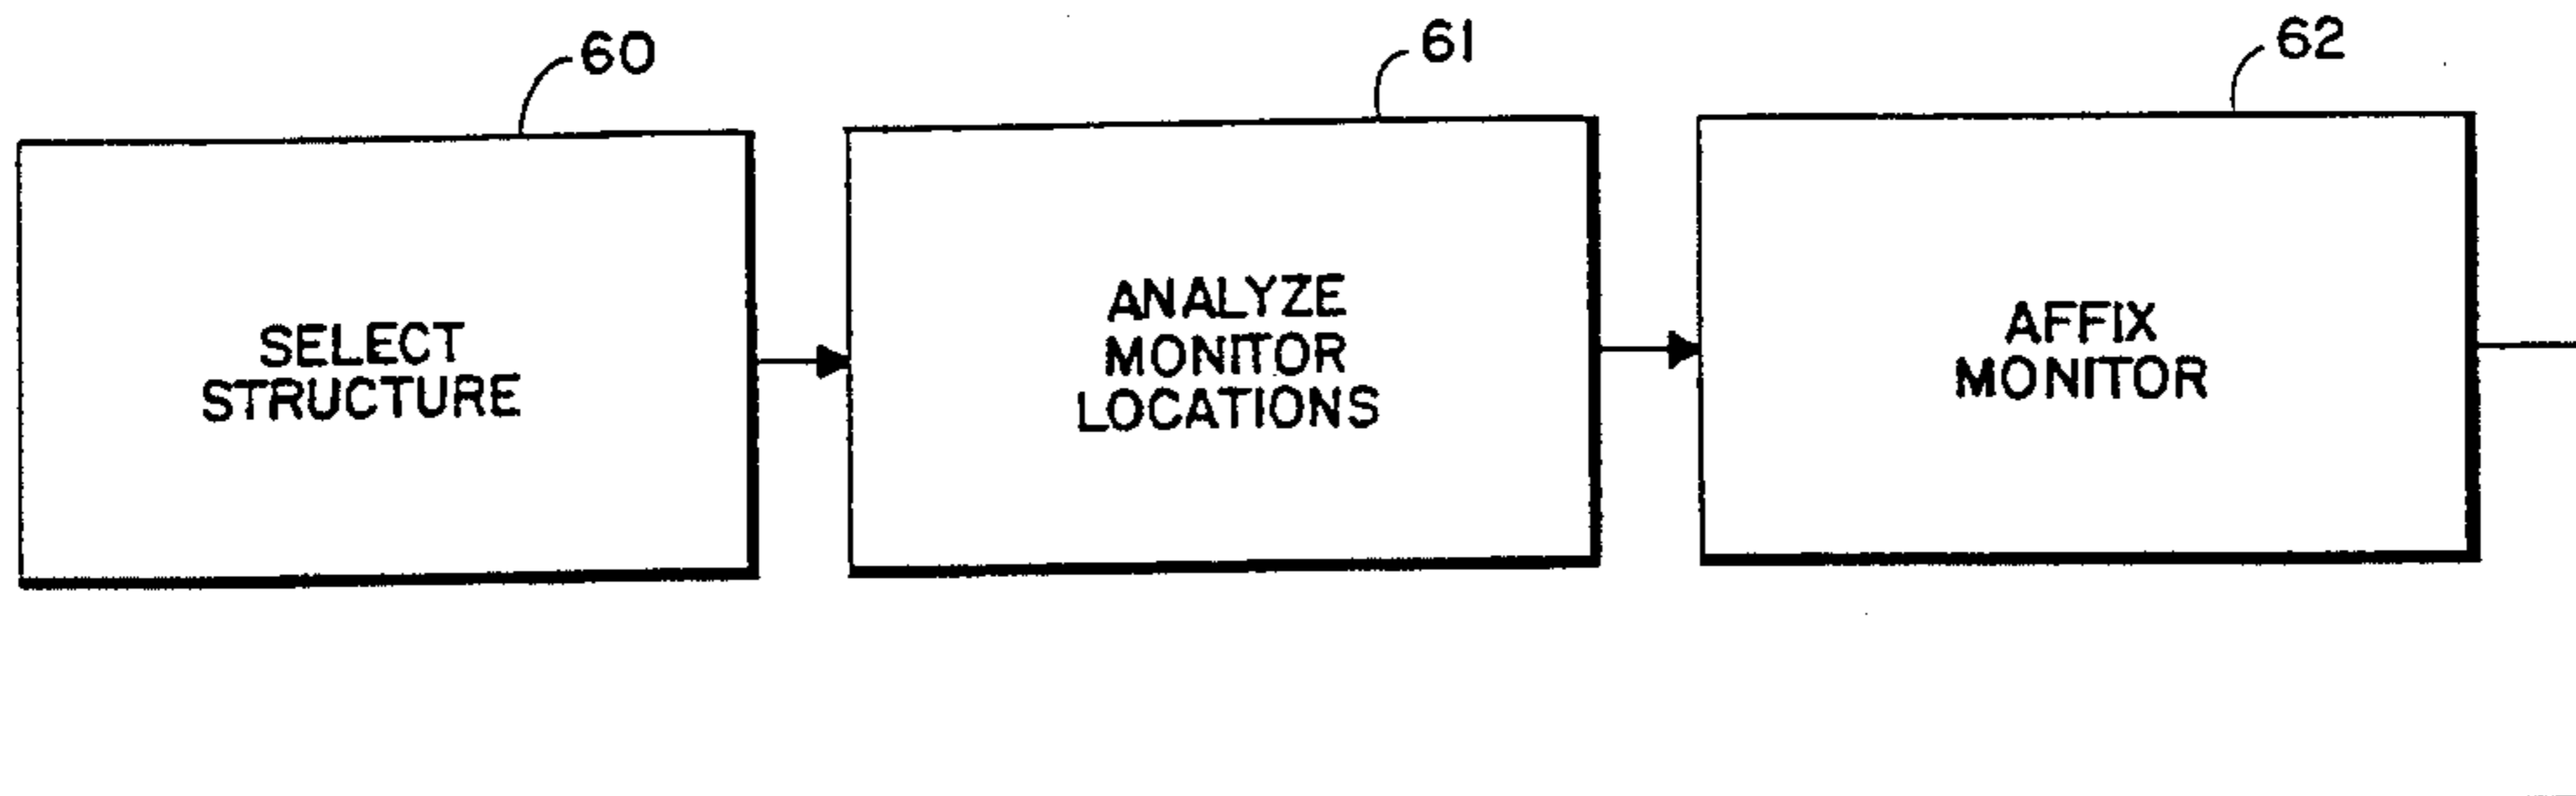 60
61
62
SELECT
STRUCTURE
ANALYZE
MONITOR
LOCATIONS
AFFIX
MONITOR